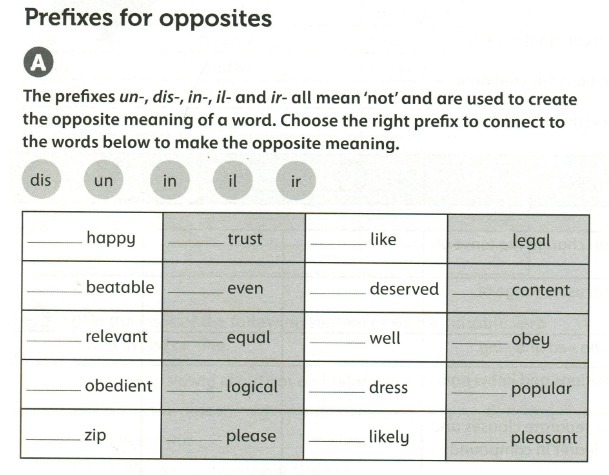 Prefixes for opposites
A
The prefixes un-, dis-, in-, il- and ir- all mean ‘not’ and are used to create
the opposite meaning of a word. Choose the right prefix to connect to
the words below to make the opposite meaning.
dis un in il ir
______ happy ______ trust ______ like ______ legal
______ beatable ______ even ______ deserved ______ content
______ relevant ______ equal ______ well ______ obey
______ obedient ______ logical ______ dress ______ popular
______ zip ______ please ______ likely ______ pleasant